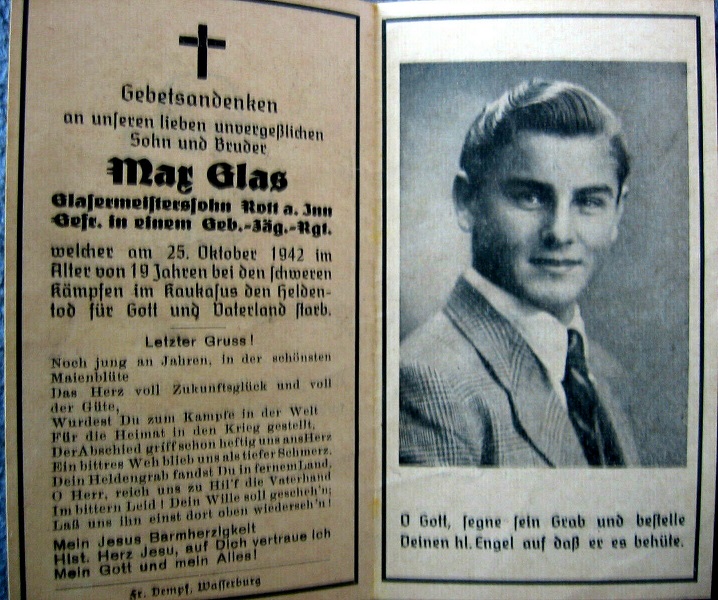 Gebetsandenken
an unseren lieben unvergeßlichen
Sohn und Bruder
Max Glas
Glasermeisterssohn Rott a. Inn
Gefr. in einem Geb.-Jäg.-Rgt.
welcher am 25. Oktober 1942 im
Alter von 19 Jahren bei den schweren
Kämpfen im Kaukasus den Helden-
tod für Gott und Vaterland starb.
Letzter Gruss!
Noch jung an Jahren, in der schönsten
Maienblüte
Das Herz voll Zukunftsglück und voll
der Güte,
Wurdest Du zum Kampfe in der Welt
Für die Heimat in den Krieg gestellt,
Der Abschied griff schon heftig uns ans Herz
Ein bittres Weh blieb uns als tiefer Schmerz.
Dein Heldengrab fandst Du in fernem Land,
O Herr, reich uns zu Hilf' die Vaterhand
Im bittern Leid! Dein Wille soll gescheh'n;
Laß uns ihn einst dort oben wiederseh'n!
Mein Jesus Barmherzigkeit
Hlst. Herz Jesu, auf Dich vertraue ich
Mein Gott und mein Alles!
Fr. Dempf, Wasserburg
O Gott, segne sein Grab und bestelle
Deinen hl. Engel auf daß er es behüte.